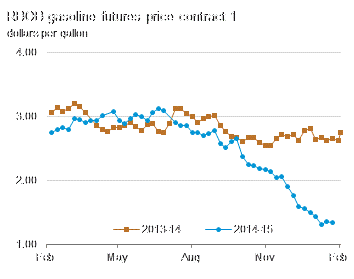 RBOB gasoline futures price contract 1
dollars per gallon
4.00
3.00
2.00
1.00
2013-14
2014-15
Feb May Aug Nov Feb